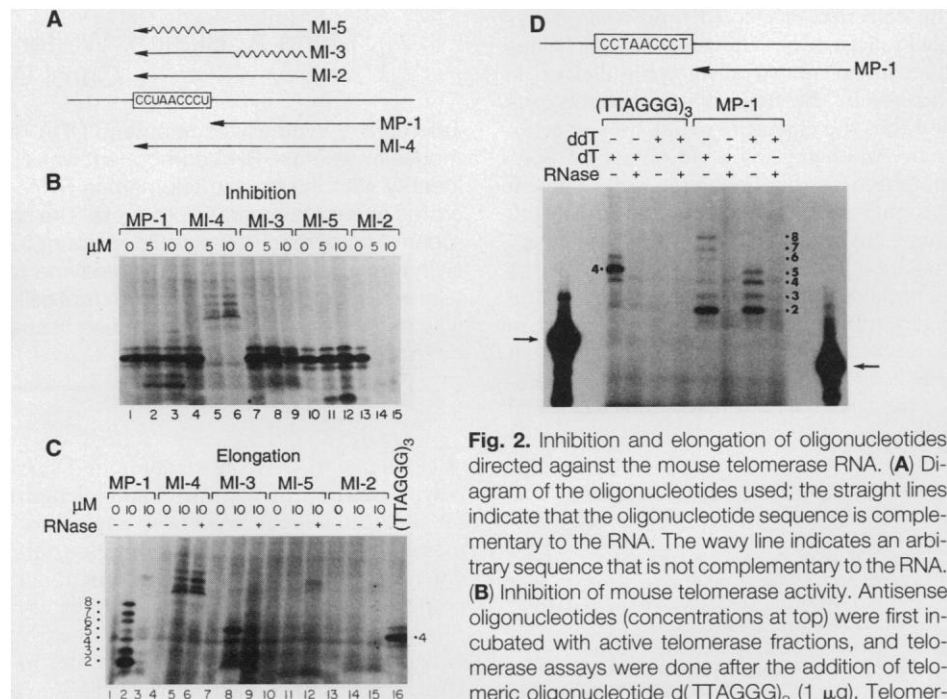 A
MI-5
MI-3
MI-2
CCUAACCCU
MP-1
MI-4
B
Inhibition
MP-1 MI-4 MI-3 MI-5 MI-2
µM 0 5 10 0 5 10 0 5 10 0 5 10 0 5 10
1 2 3 4 5 6 7 8 9 10 11 12 13 14 15
C
Elongation
MP-1 MI-4 MI-3 MI-5 MI-2 (TTAGGG)3
µM 0 10 10 0 10 10 0 10 10 0 10 10 0 10 10
RNase - - + - - + - - + - - + - - + -
8
7
6
5
4
3
2
4
1 2 3 4 5 6 7 8 9 10 11 12 13 14 15 16
D
CCTAACCCT
MP-1
(TTAGGG)3 MP-1
ddT - - + + - - + +
dT + + - - + + - -
RNase - + - + - + - +
8
7
6
4 5
4
3
2
Fig. 2. Inhibition and elongation of oligonucleotides
directed against the mouse telomerase RNA. (A) Di-
agram of the oligonucleotides used; the straight lines
indicate that the oligonucleotide sequence is comple-
mentary to the RNA. The wavy line indicates an arbi-
trary sequence that is not complementary to the RNA.
(B) Inhibition of mouse telomerase activity. Antisense
oligonucleotides (concentrations at top) were first in-
cubated with active telomerase fractions, and telo-
merase assays were done after the addition of telo-
meric oligonucleotide d(TTAGGG)3 (1 µg). Telomer-